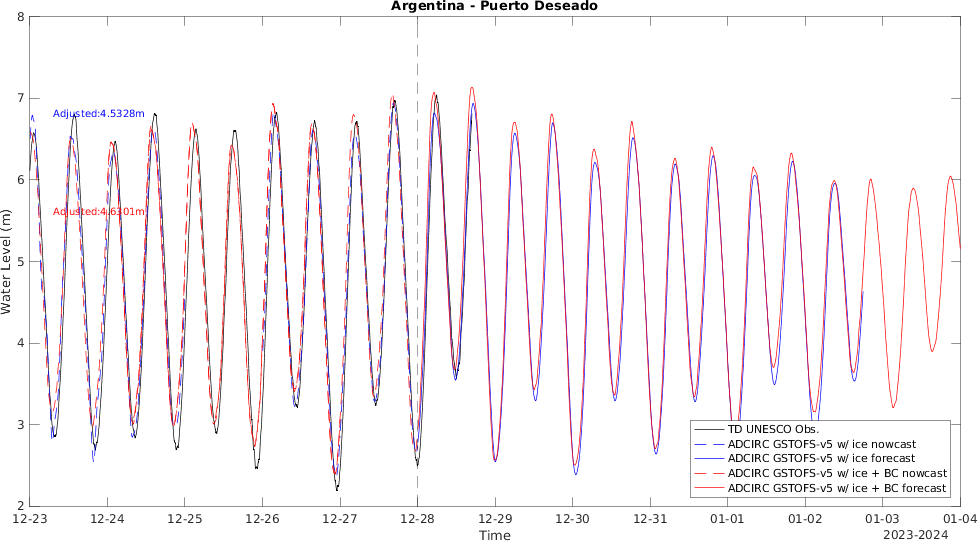 Argentina - Puerto Deseado
8
7
6
5
4
3
2
Water Level (m)
Adjusted:4.5328m
Adjusted:4.6301m
TD UNESCO Obs.
ADCIRC GSTOFS-v5 w/ ice nowcast
ADCIRC GSTOFS-v5 w/ ice forecast
ADCIRC GSTOFS-v5 w/ ice + BC nowcast
ADCIRC GSTOFS-v5 w/ ice + BC forecast
12-23 12-24 12-25 12-26 12-27 12-28 12-29 12-30 12-31 01-01 01-02 01-03 01-04
Time
2023-2024